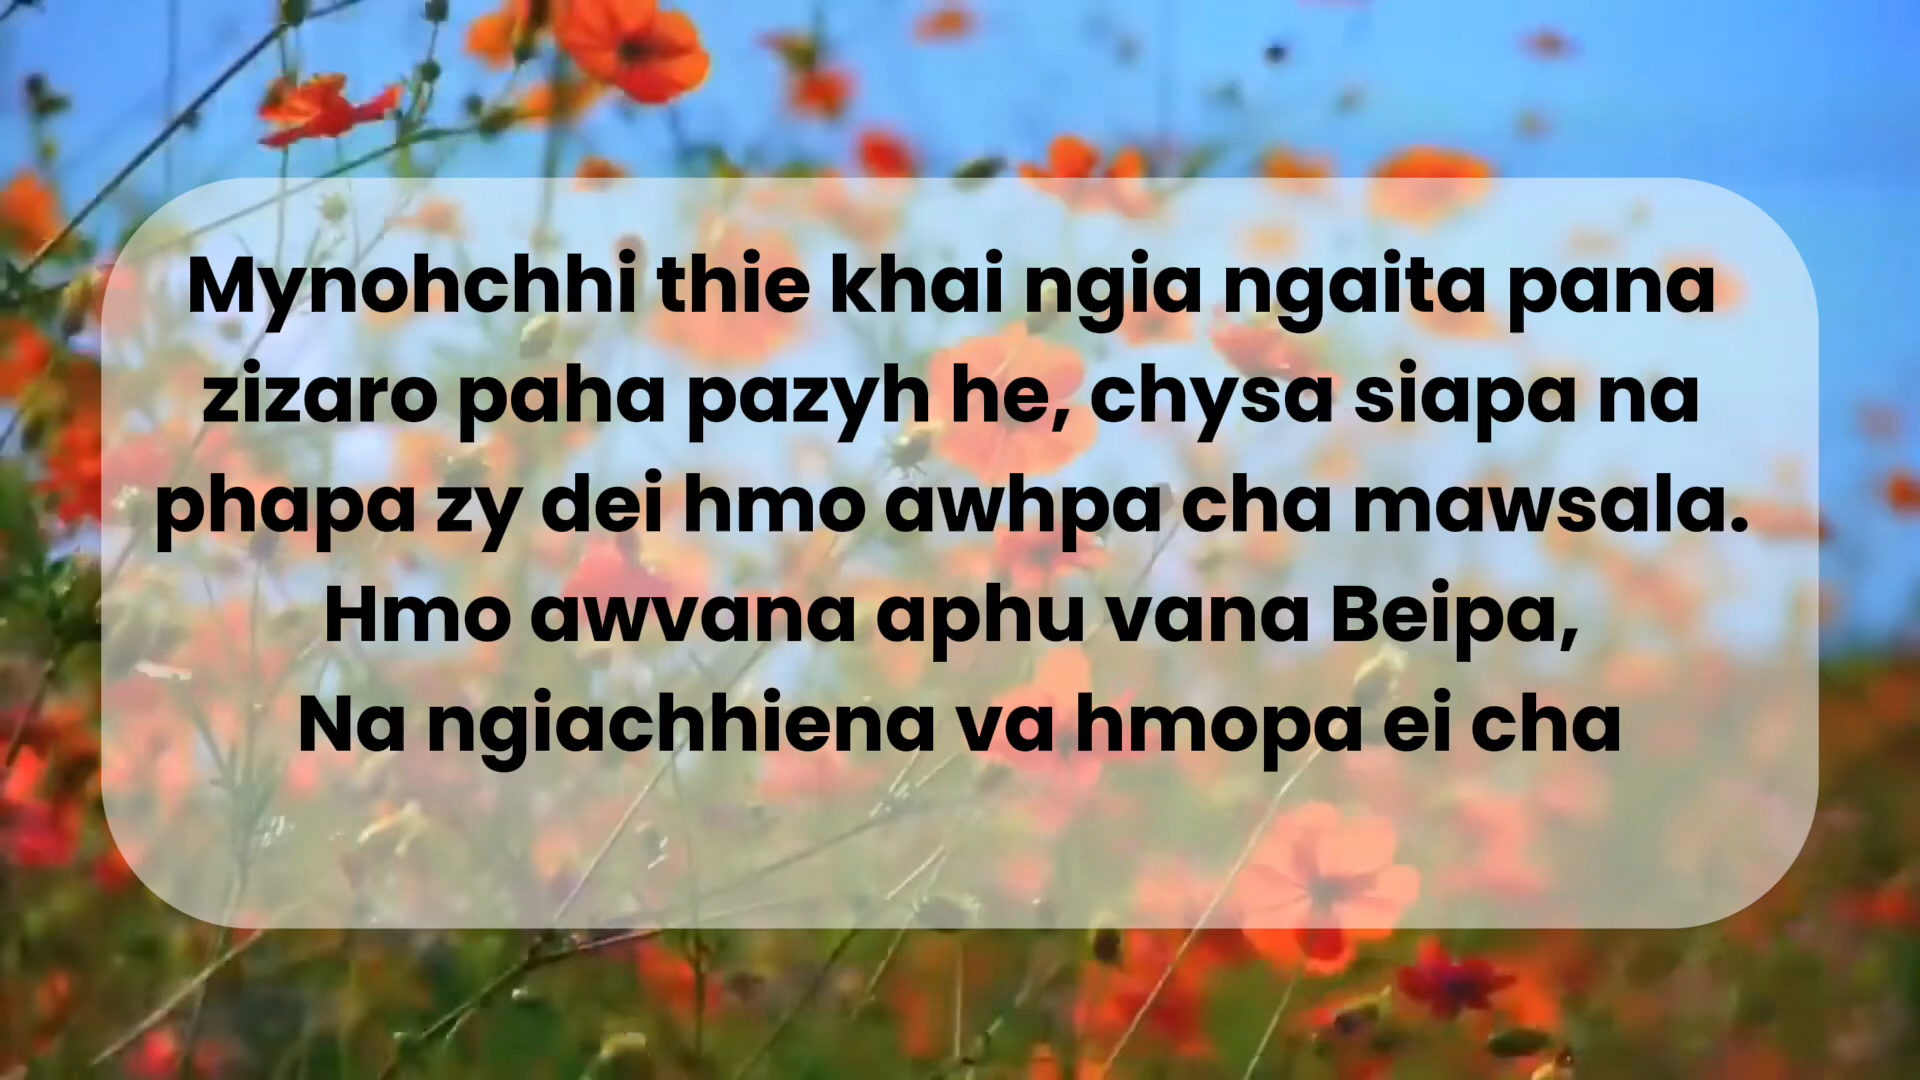 Mynohchhi thie khai ngia ngaita pana
zizaro paha pazyh he, chysa siapa na
phapa zy dei hmo awhpa cha mawsala.
Hmo awvana aphu vana Beipa,
Na ngiachhiena va hmopa ei cha